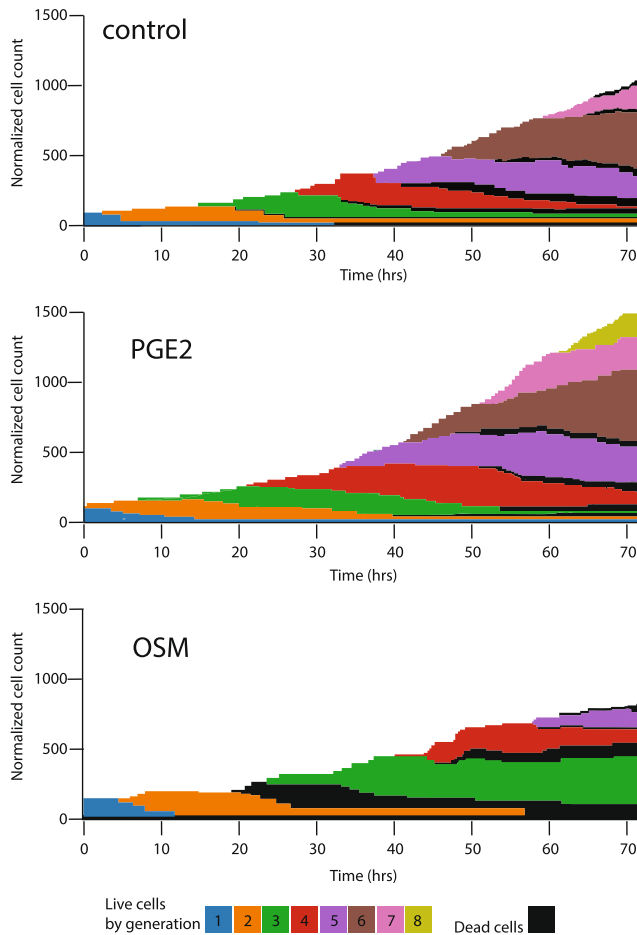 control
Normalized cell count
1500
1000
500
0
0 10 20 30 40 50 60 70
Time (hrs)
PGE2
Normalized cell count
1500
1000
500
0
0 10 20 30 40 50 60 70
Time (hrs)
OSM
Normalized cell count
1500
1000
500
0
0 10 20 30 40 50 60 70
Time (hrs)
Live cells
by generation
1 2 3 4 5 6 7 8
Dead cells